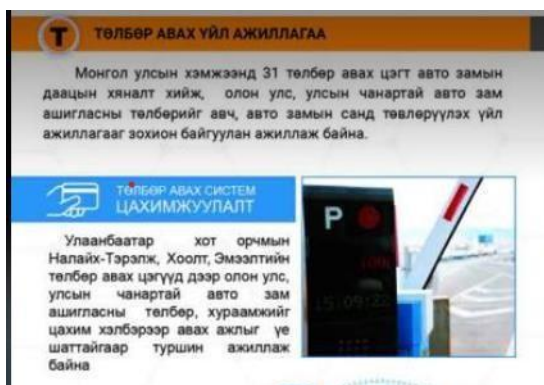 Т
ТӨЛБӨР АВАХ ҮЙЛ АЖИЛЛАГАА
Монгол улсын хэмжээнд 31 төлбөр авах цэгт авто замын
даацын хяналт хийж, олон улс, улсын чанартай авто зам
ашигласны төлбөрийг авч, авто замын санд төвлөрүүлэх үйл
ажиллагааг зохион байгуулан ажиллаж байна.
ТӨЛБӨР АВАХ СИСТЕМ
ЦАХИМЖУУЛАЛТ
Улаанбаатар хот орчмын
Налайх-Тэрэлж, Хоолт, Эмээлтийн
төлбөр авах цэгүүд дээр олон улс,
улсын чанартай авто зам
ашигласны төлбөр, хураамжийг
цахим хэлбэрээр авах ажлыг үе
шаттайгаар туршин ажиллаж
байна
P
15:09:22